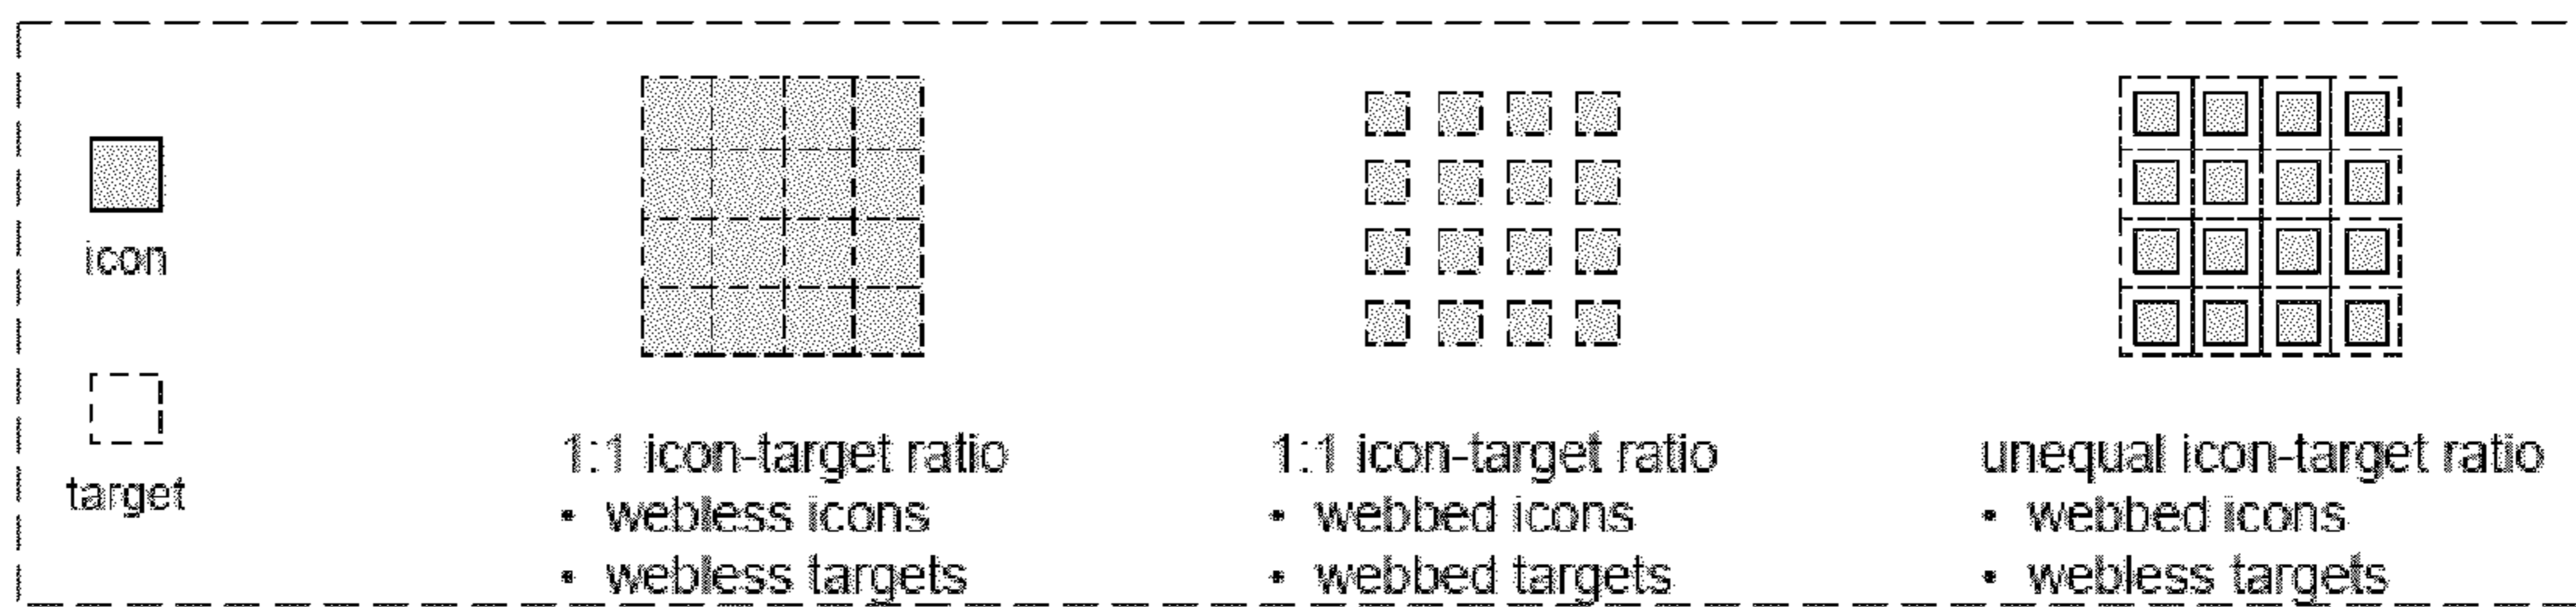 icon
target
1:1 icon-target ratio
• webless icons
• webless targets
1:1 icon-target ratio
• webbed icons
• webbed targets
unequal icon-target ratio
• webbed icons
• webless targets